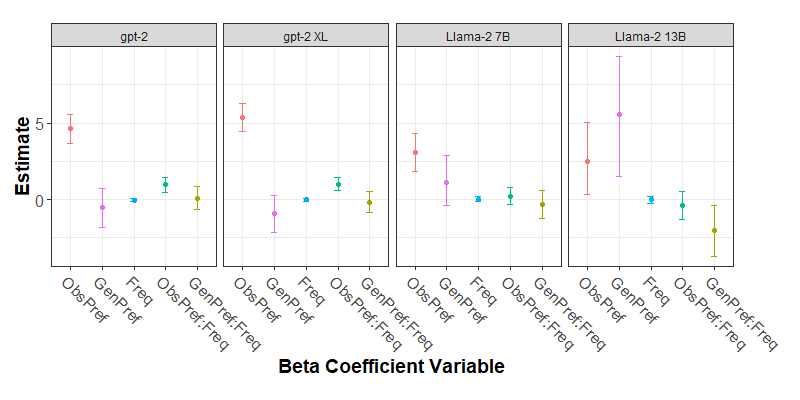 gpt-2
gpt-2 XL
Llama-2 7B
Llama-2 13B
Estimate
5
0
ObsPref
GenPref
Freq
ObsPref:Freq
GenPref:Freq
ObsPref
GenPref
Freq
ObsPref:Freq
GenPref:Freq
ObsPref
GenPref
Freq
ObsPref:Freq
GenPref:Freq
ObsPref
GenPref
Freq
ObsPref:Freq
GenPref:Freq
Beta Coefficient Variable